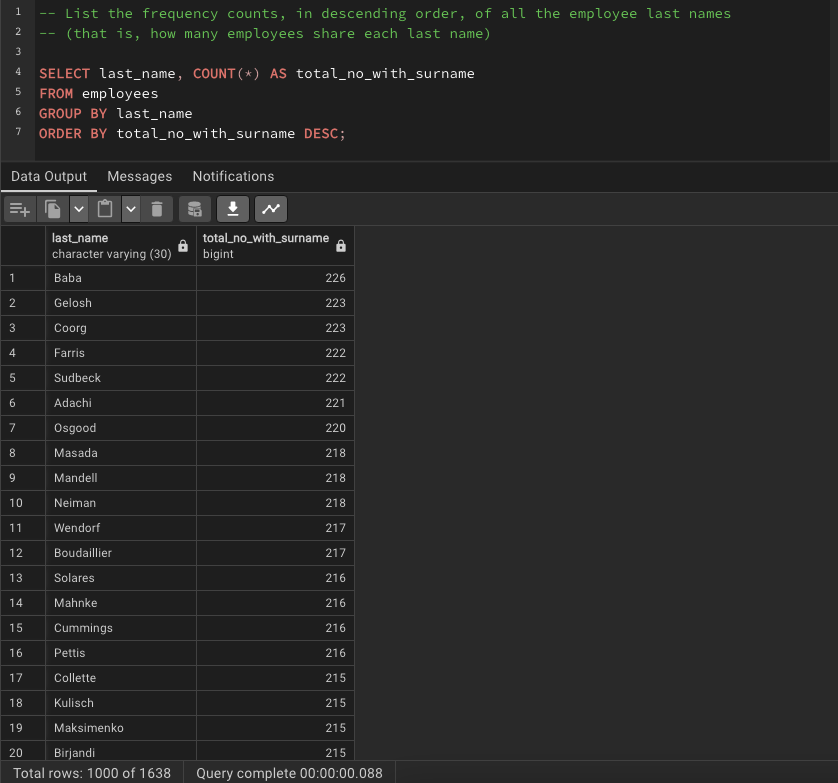 1 -- List the frequency counts, in descending order, of all the employee last names
2 -- (that is, how many employees share each last name)
3
4 SELECT last_name, COUNT(*) AS total_no_with_surname
5 FROM employees
6 GROUP BY last_name
7 ORDER BY total_no_with_surname DESC;
Data Output Messages Notifications
last_name total_no_with_surname
character varying (30) bigint
1 Baba 226
2 Gelosh 223
3 Coorg 223
4 Farris 222
5 Sudbeck 222
6 Adachi 221
7 Osgood 220
8 Masada 218
9 Mandell 218
10 Neiman 218
11 Wendorf 217
12 Boudaillier 217
13 Solares 216
14 Mahnke 216
15 Cummings 216
16 Pettis 216
17 Collette 215
18 Kulisch 215
19 Maksimenko 215
20 Birjandi 215
Total rows: 1000 of 1638 Query complete 00:00:00.088